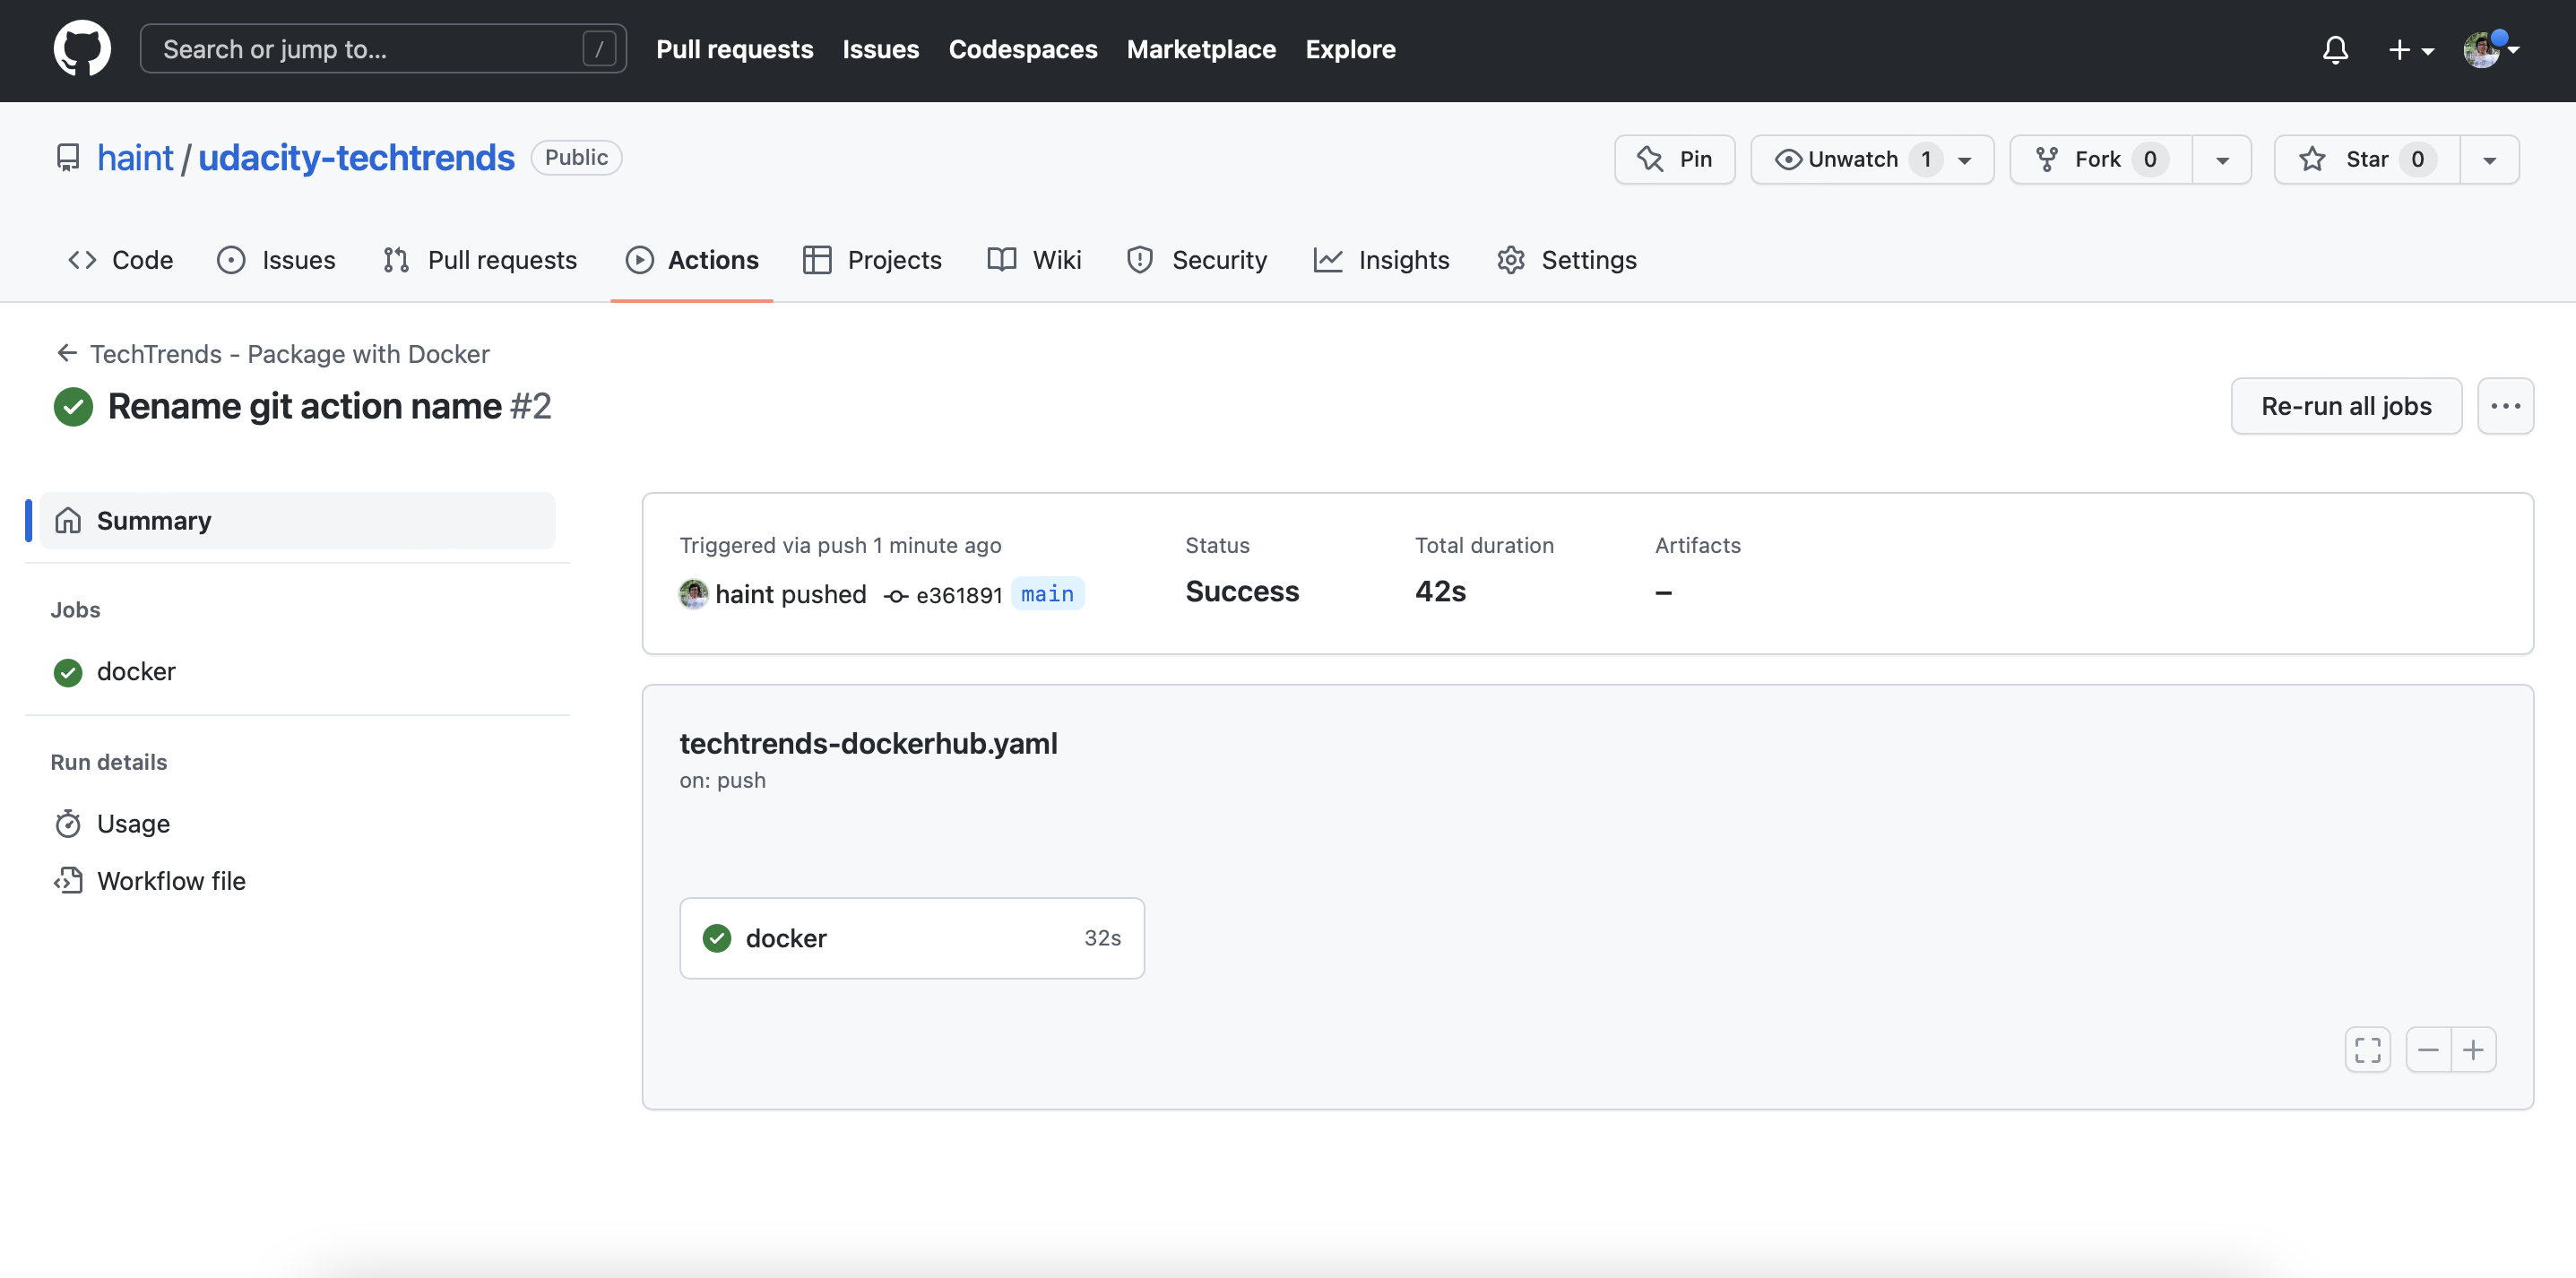 Search or jump to... / Pull requests Issues Codespaces Marketplace Explore
haint / udacity-techtrends Public Pin Unwatch 1 Fork 0 Star 0
Code Issues Pull requests Actions Projects Wiki Security Insights Settings
TechTrends - Package with Docker
Rename git action name #2 Re-run all jobs
Summary
Jobs
docker
Run details
Usage
Workflow file
Triggered via push 1 minute ago Status Total duration Artifacts
haint pushed e361891 main Success 42s –
techtrends-dockerhub.yaml
on: push
docker 32s